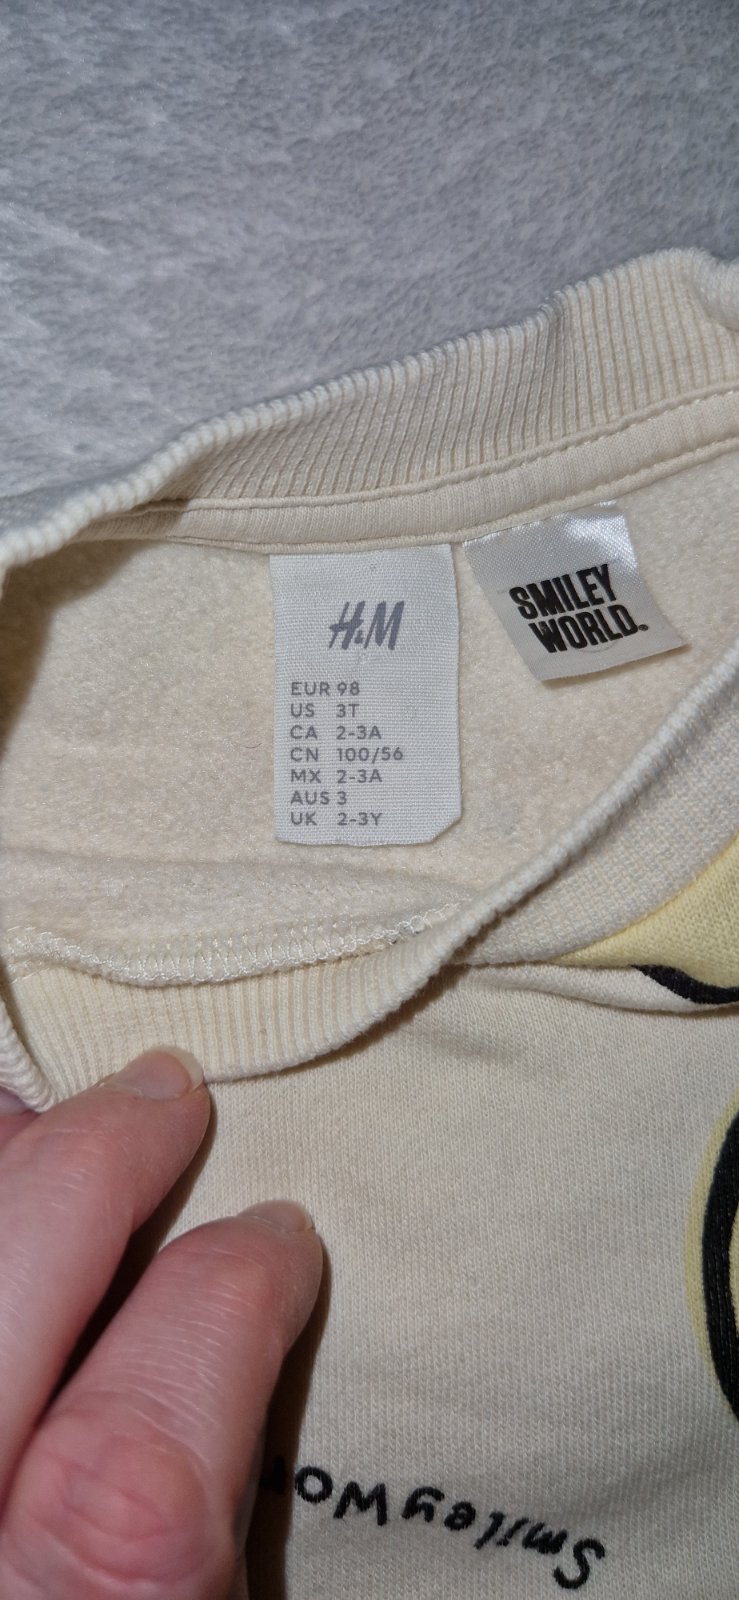 H&M
EUR 98
US 3T
CA 2-3A
CN 100/56
MX 2-3A
AUS 3
UK 2-3Y
SMILEY
WORLD.
SmileyWor